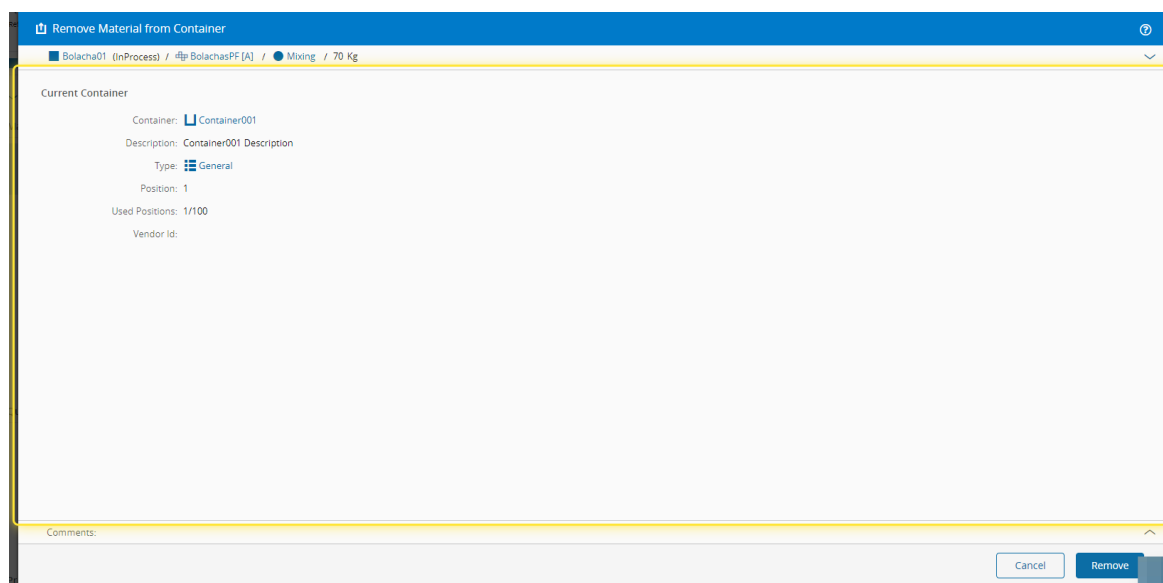 Remove Material from Container
Bolacha01 (InProcess) / BolachasPF [A] / Mixing / 70 Kg
Current Container
Container: Container001
Description: Container001 Description
Type: General
Position: 1
Used Positions: 1/100
Vendor Id:
Comments:
Cancel Remove